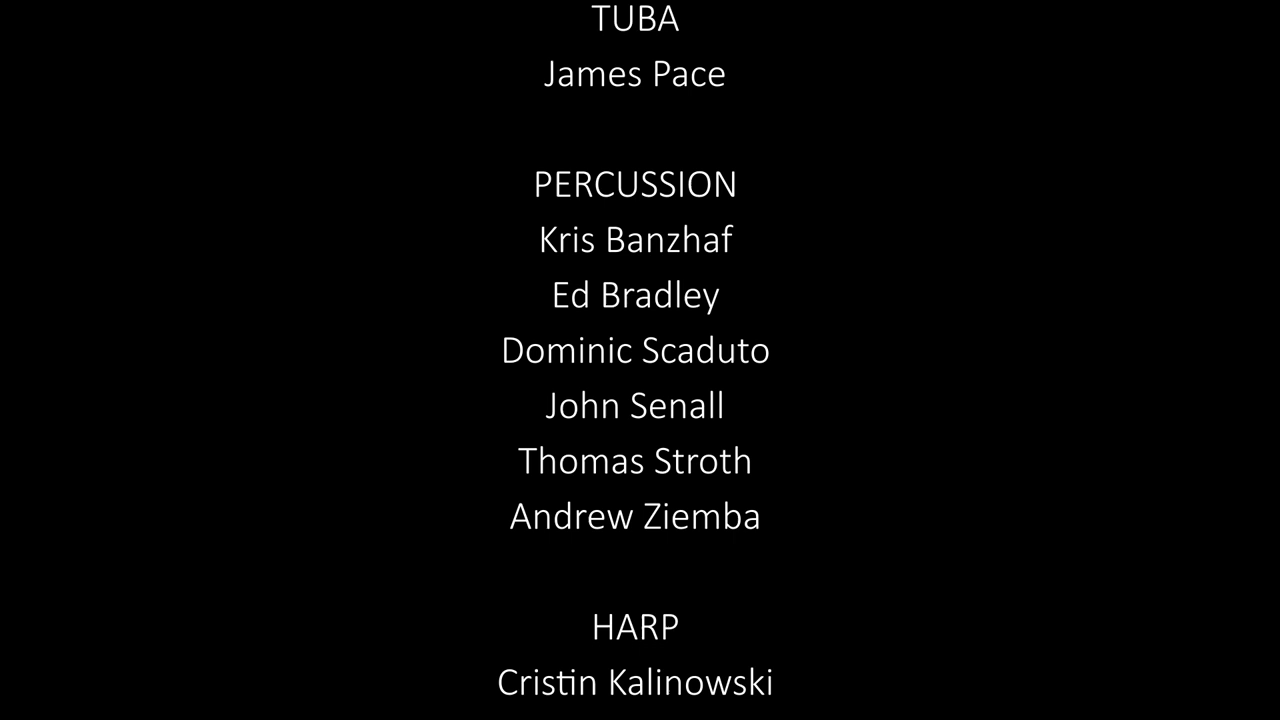 TUBA
James Pace
PERCUSSION
Kris Banzhaf
Ed Bradley
Dominic Scaduto
John Senall
Thomas Stroth
Andrew Ziemba
HARP
Cristin Kalinowski